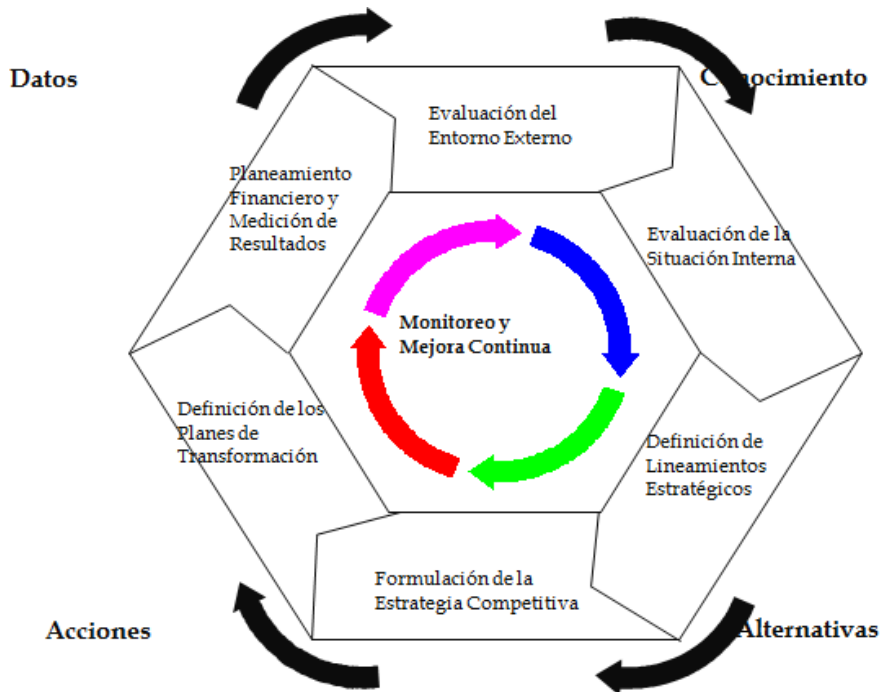 Datos
Conocimiento
Evaluación del
Entorno Externo
Planeamiento
Financiero y
Medición de
Resultados
Evaluación de la
Situación Interna
Monitoreo y
Mejora Continua
Definición de los
Planes de
Transformación
Definición de
Lineamientos
Estratégicos
Formulación de la
Estrategia Competitiva
Acciones
Alternativas